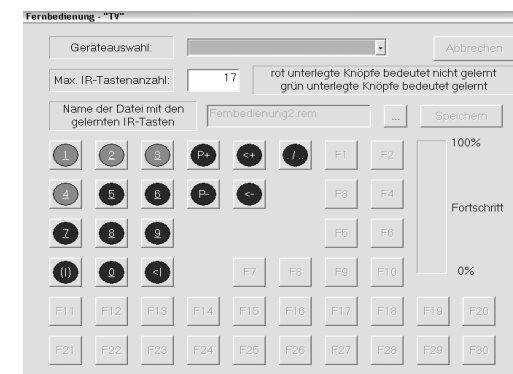 Fernbedienung - "TV"
Geräteauswahl:
Abbrechen
Max. IR-Tastenanzahl:
17
rot unterlegte Knöpfe bedeutet nicht gelernt
grün unterlegte Knöpfe bedeutet gelernt
Name der Datei mit den
gelernten IR-Tasten
Fernbedienung2.rem
...
Speichern
1 2 3 P+ <+ ./.. F1 F2
100%
4 5 6 P- <- F3 F4
Fortschritt
7 8 9 F5 F6
(I) 0 <| F7 F8 F9 F10
0%
F11 F12 F13 F14 F15 F16 F17 F18 F19 F20
F21 F22 F23 F24 F25 F26 F27 F28 F29 F30